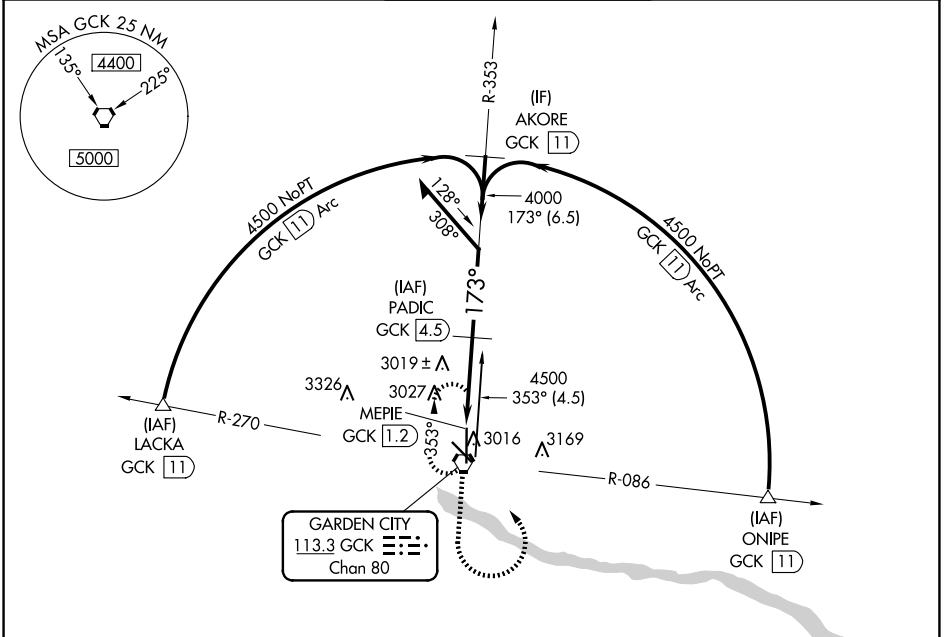 MSA GCK 25 NM
135°
4400
225°
5000
R-353
(IF)
AKORE
GCK 11
4500 NoPT
GCK 11 Arc
128°
308°
4000
173° (6.5)
4500 NoPT
GCK 11 Arc
173°
(IAF)
PADIC
GCK 4.5
3019 ±
3326
3027
4500
353° (4.5)
MEPIE
GCK 1.2
353°
3016
3169
R-270
(IAF)
LACKA
GCK 11
R-086
(IAF)
ONIPE
GCK 11
GARDEN CITY
113.3 GCK
Chan 80